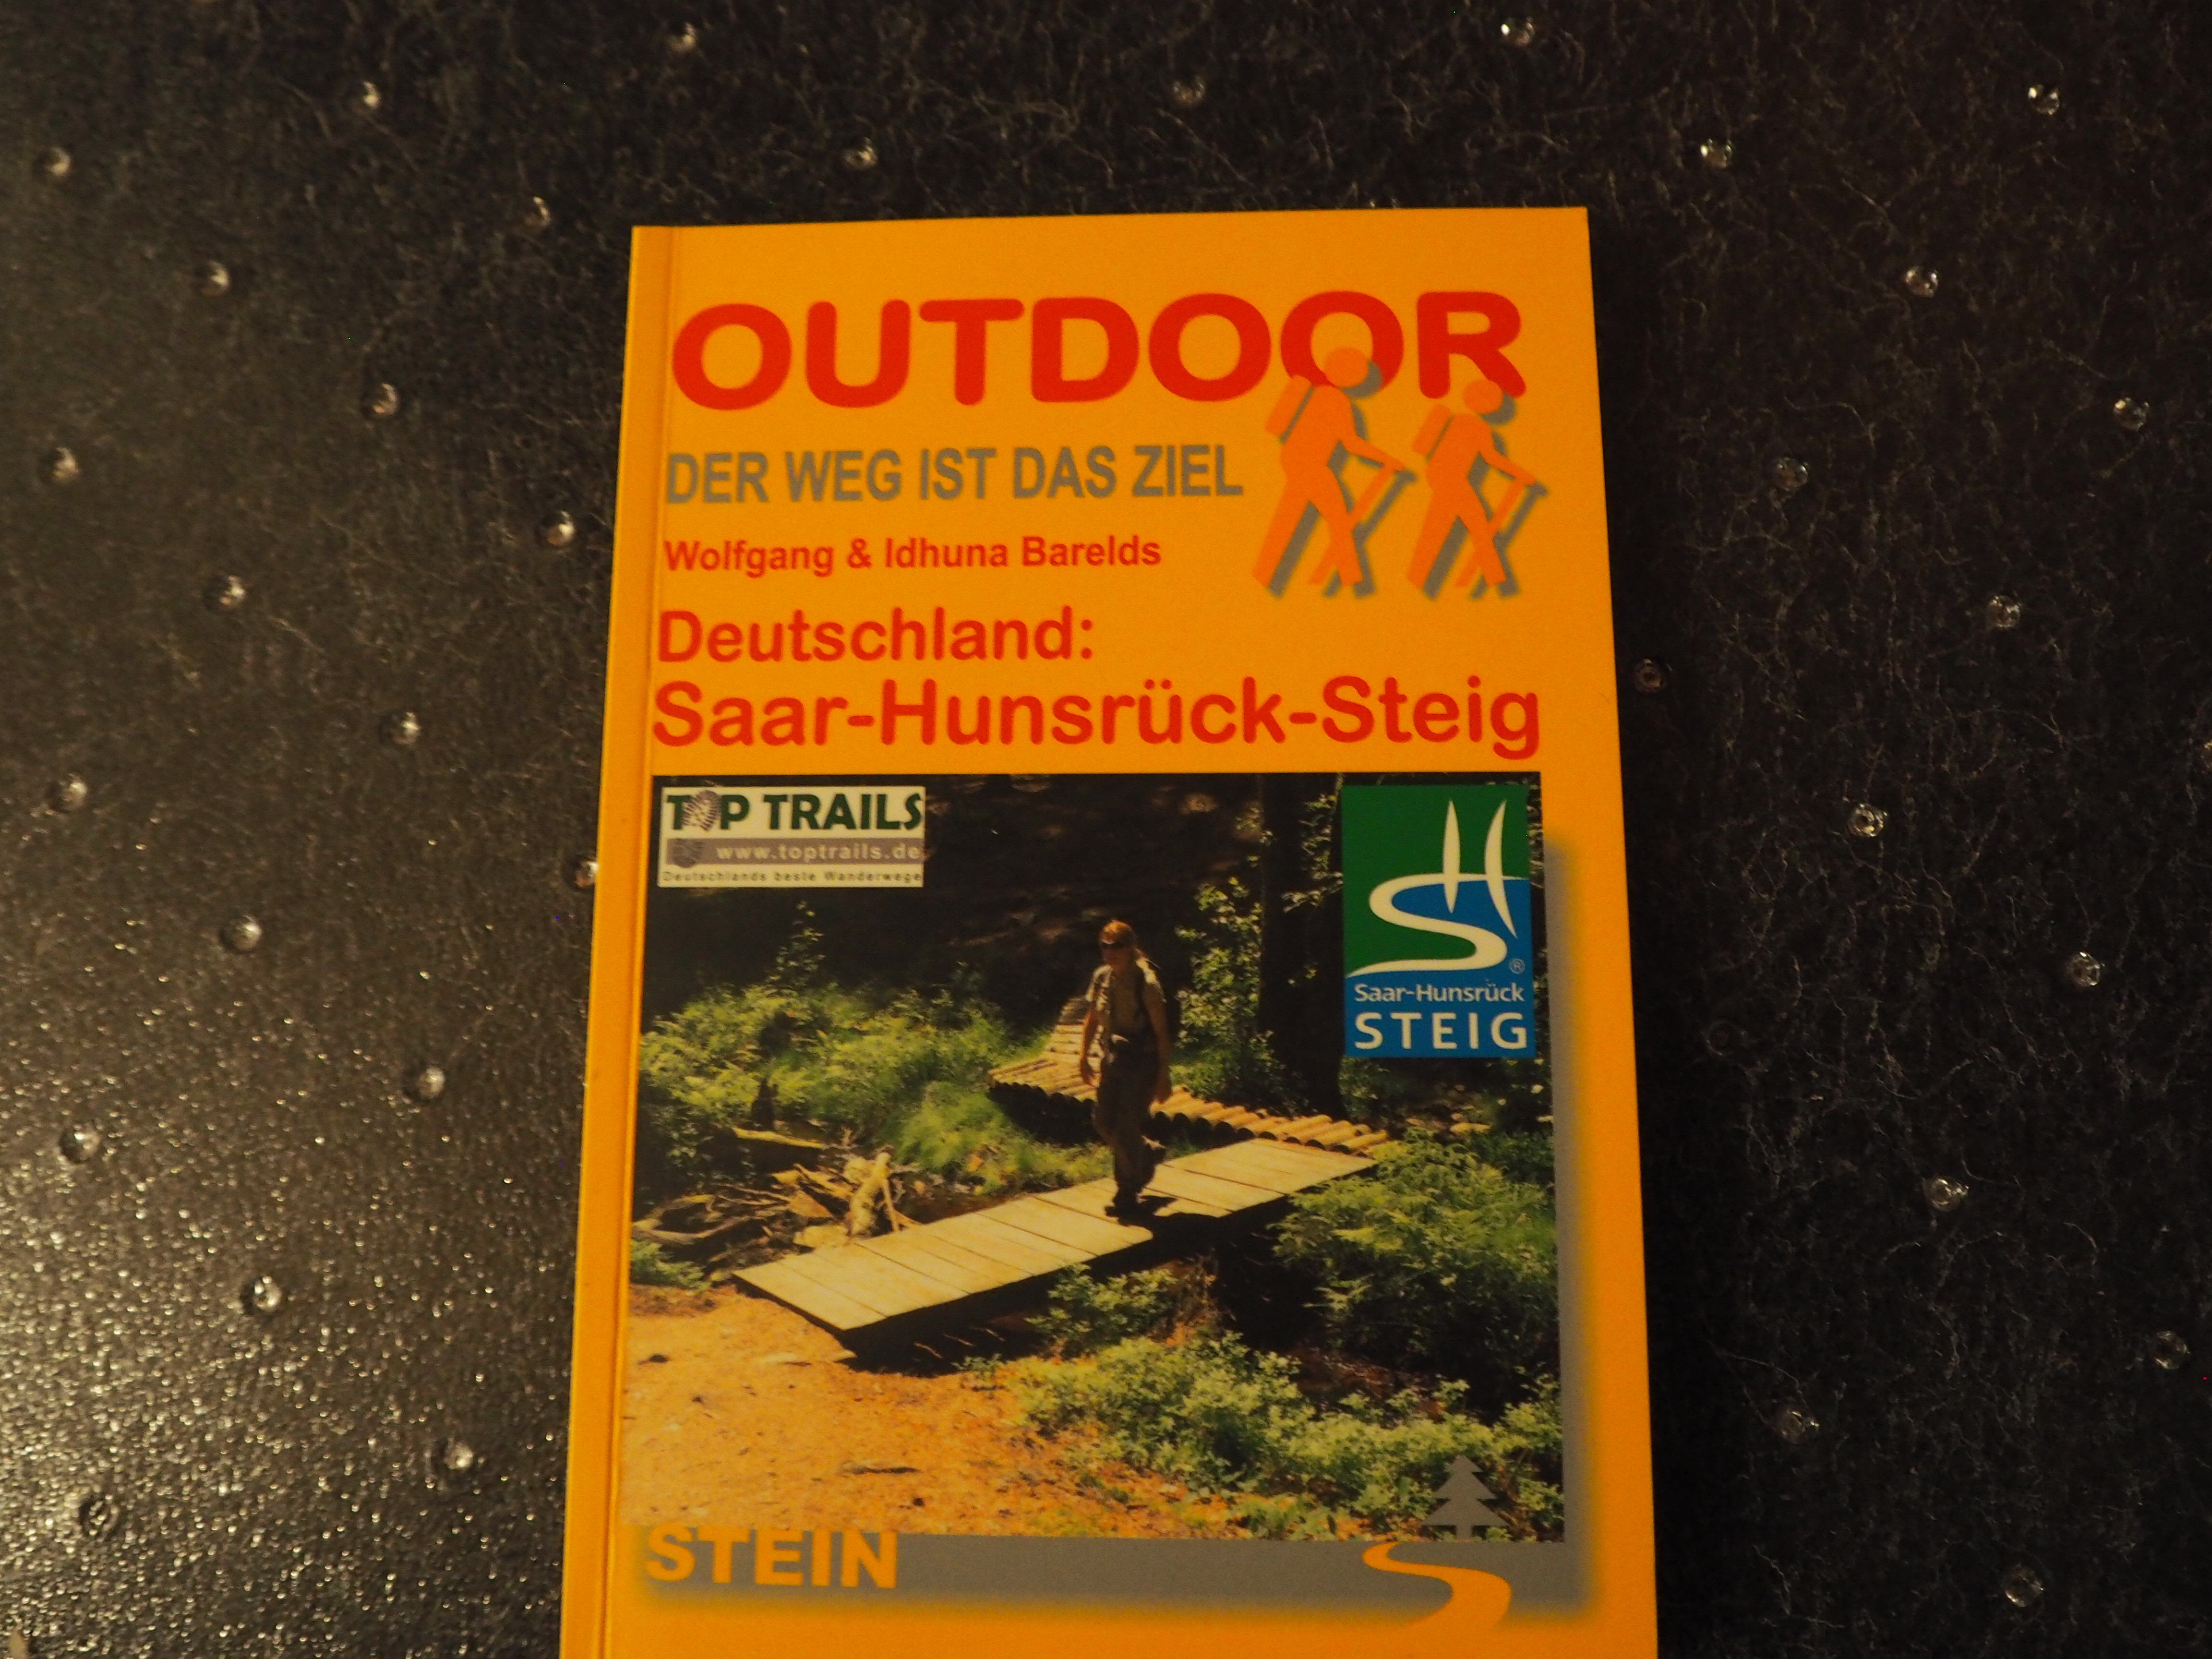 OUTDOOR
DER WEG IST DAS ZIEL
Wolfgang & Idhuna Barelds
Deutschland:
Saar-Hunsrück-Steig
TOP TRAILS
www.toptrails.de
Deutschlands beste Wanderwege
®
Saar-Hunsrück
STEIG
STEIN